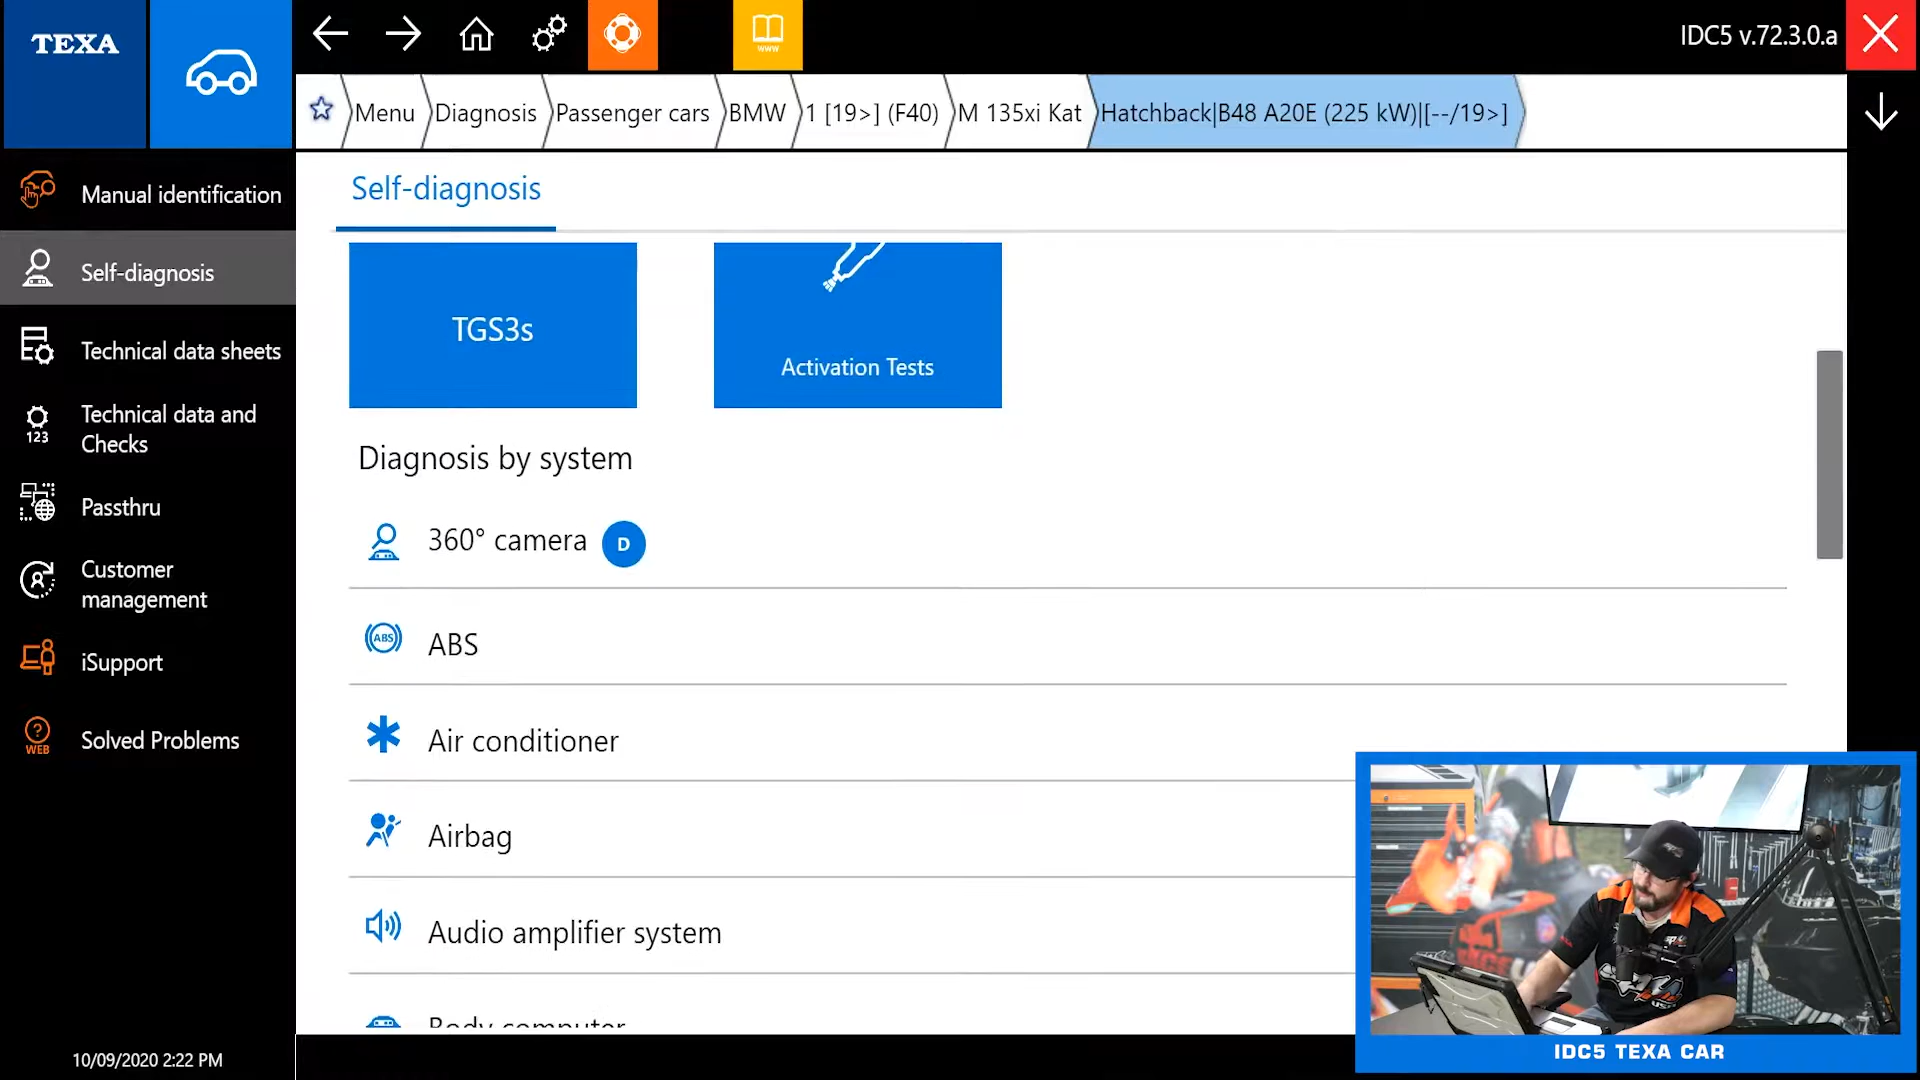 TEXA
www
IDC5 v.72.3.0.a
Menu
Diagnosis
Passenger cars
BMW
1 [19>] (F40)
M 135xi Kat
Hatchback|B48 A20E (225 kW)|[--/19>]
Manual identification
Self-diagnosis
Technical data sheets
123
Technical data and
Checks
Passthru
Customer
management
iSupport
WEB
Solved Problems
10/09/2020 2:22 PM
Self-diagnosis
TGS3s
Activation Tests
Diagnosis by system
360° camera D
ABS
ABS
Air conditioner
Airbag
Audio amplifier system
Body computer
IDC5 TEXA CAR